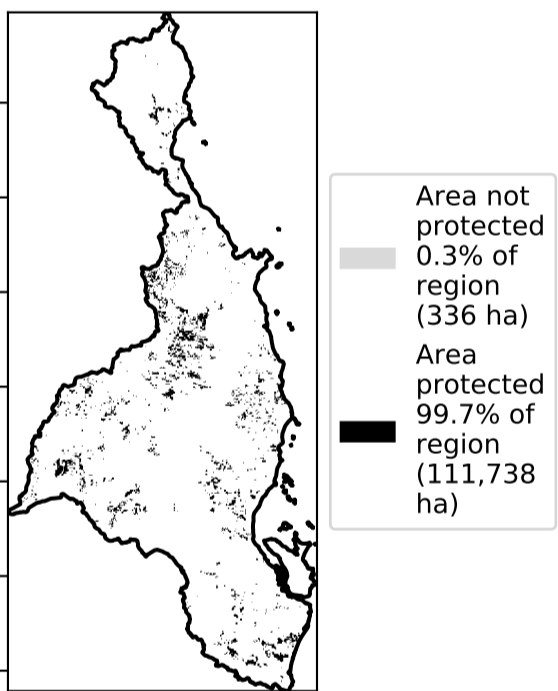 Area not
protected
0.3% of
region
(336 ha)
Area
protected
99.7% of
region
(111,738
ha)